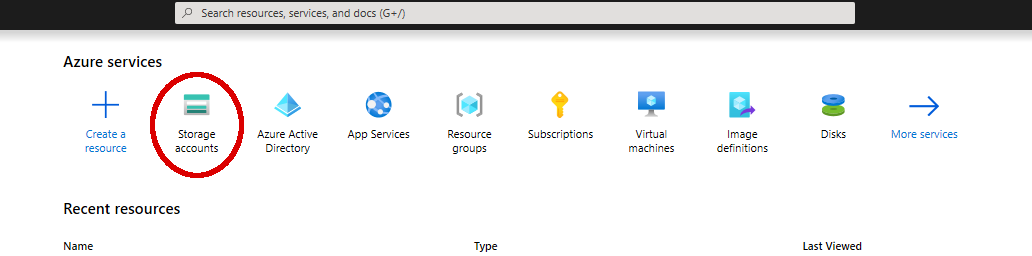 Search resources, services, and docs (G+/)
Azure services
Create a
resource
Storage
accounts
Azure Active
Directory
App Services
Resource
groups
Subscriptions
Virtual
machines
Image
definitions
Disks
More services
Recent resources
Name
Type
Last Viewed